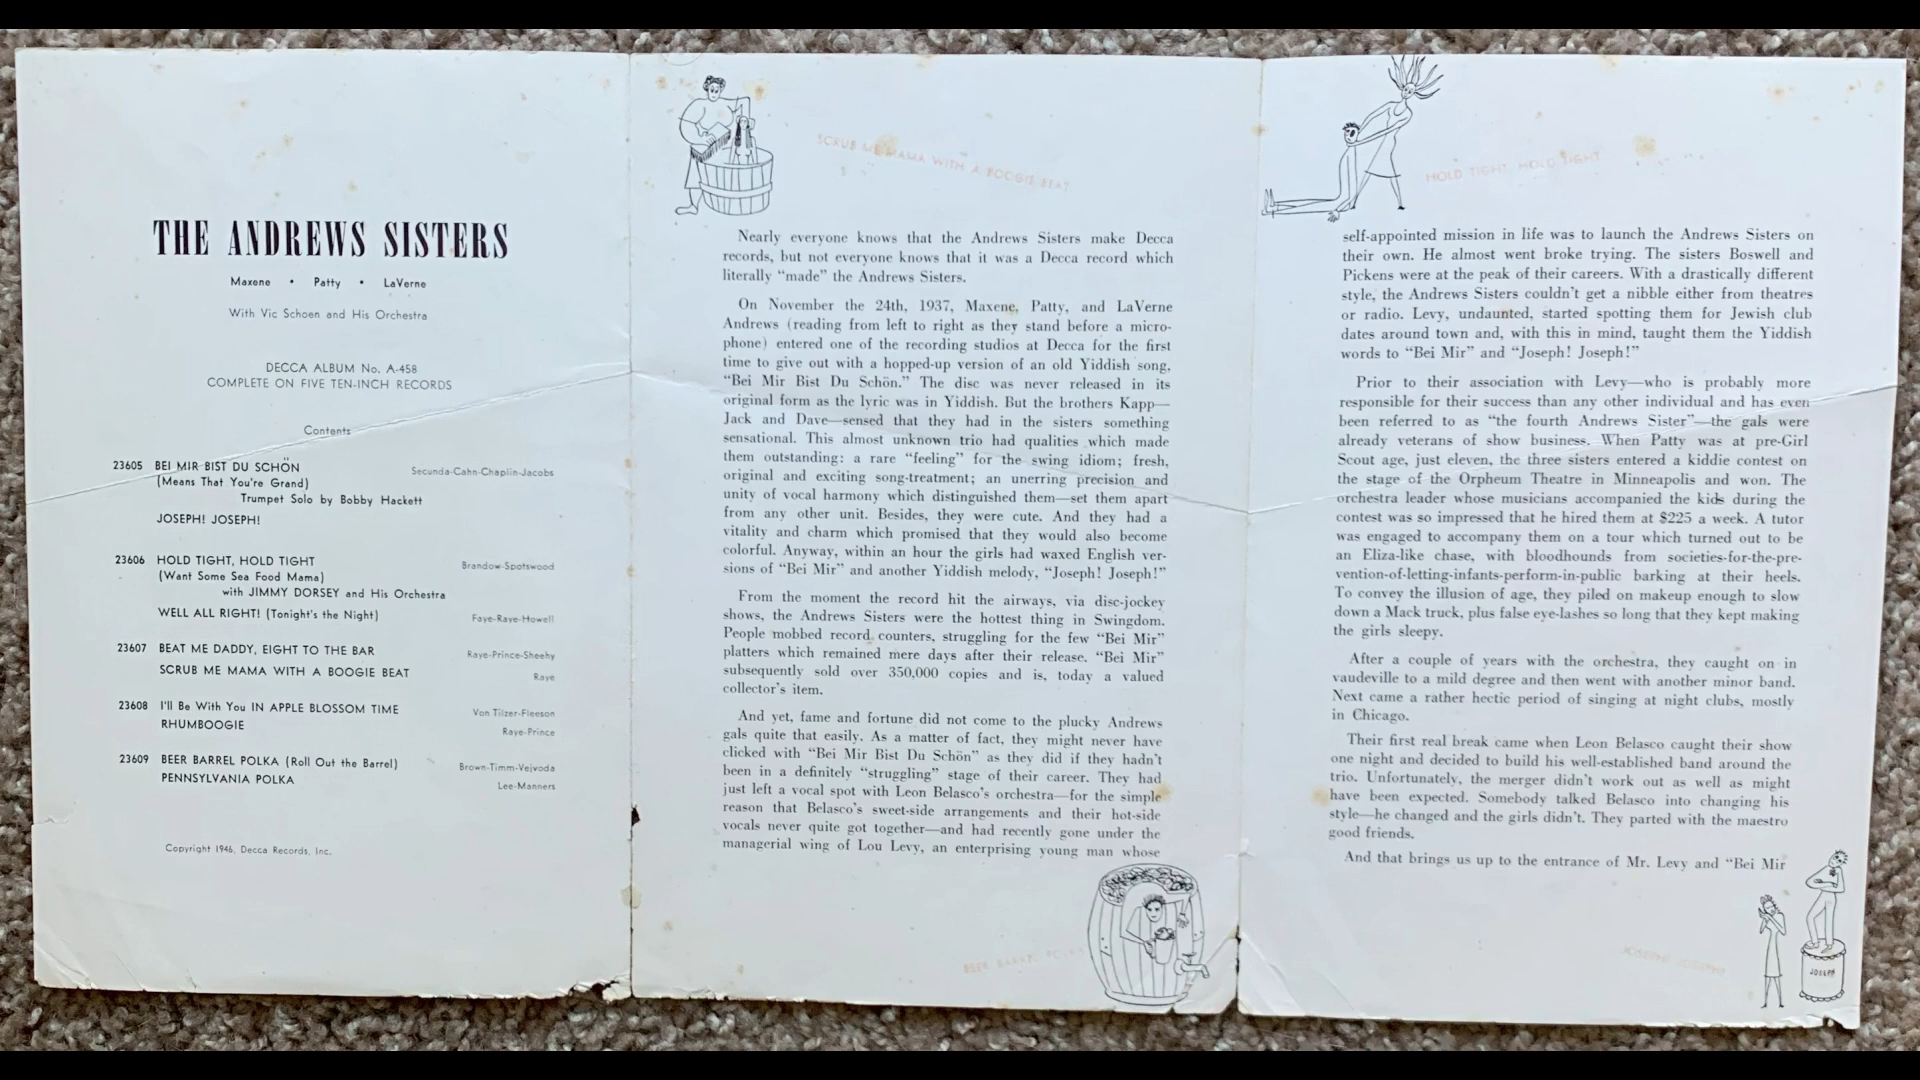 THE ANDREWS SISTERS
Maxene • Patty • LaVerne
With Vic Schoen and His Orchestra
DECCA ALBUM No. A-458
COMPLETE ON FIVE TEN-INCH RECORDS
Contents
23605 BEI MIR BIST DU SCHÖN Secunda-Cahn-Chaplin-Jacobs
(Means That You're Grand)
Trumpet Solo by Bobby Hackett
JOSEPH! JOSEPH!
23606 HOLD TIGHT, HOLD TIGHT Brandow-Spotswood
(Want Some Sea Food Mama)
with JIMMY DORSEY and His Orchestra
WELL ALL RIGHT! (Tonight's the Night) Faye-Raye-Howell
23607 BEAT ME DADDY, EIGHT TO THE BAR Raye-Prince-Sheehy
SCRUB ME MAMA WITH A BOOGIE BEAT Raye
23608 I'll Be With You IN APPLE BLOSSOM TIME Von Tilzer-Fleeson
RHUMBOOGIE Raye-Prince
23609 BEER BARREL POLKA (Roll Out the Barrel) Brown-Timm-Vejvoda
PENNSYLVANIA POLKA Lee-Manners
Copyright 1946, Decca Records, Inc.
SCRUB ME MAMA WITH A BOOGIE BEAT
Nearly everyone knows that the Andrews Sisters make Decca
records, but not everyone knows that it was a Decca record which
literally “made” the Andrews Sisters.
On November the 24th, 1937, Maxene, Patty, and LaVerne
Andrews (reading from left to right as they stand before a micro-
phone) entered one of the recording studios at Decca for the first
time to give out with a hopped-up version of an old Yiddish song,
“Bei Mir Bist Du Schön.” The disc was never released in its
original form as the lyric was in Yiddish. But the brothers Kapp—
Jack and Dave—sensed that they had in the sisters something
sensational. This almost unknown trio had qualities which made
them outstanding: a rare “feeling” for the swing idiom; fresh,
original and exciting song-treatment; an unerring precision and
unity of vocal harmony which distinguished them—set them apart
from any other unit. Besides, they were cute. And they had a
vitality and charm which promised that they would also become
colorful. Anyway, within an hour the girls had waxed English ver-
sions of “Bei Mir” and another Yiddish melody, “Joseph! Joseph!”
From the moment the record hit the airways, via disc-jockey
shows, the Andrews Sisters were the hottest thing in Swingdom.
People mobbed record counters, struggling for the few “Bei Mir”
platters which remained mere days after their release. “Bei Mir”
subsequently sold over 350,000 copies and is, today a valued
collector's item.
And yet, fame and fortune did not come to the plucky Andrews
gals quite that easily. As a matter of fact, they might never have
clicked with “Bei Mir Bist Du Schön” as they did if they hadn't
been in a definitely “struggling” stage of their career. They had
just left a vocal spot with Leon Belasco's orchestra—for the simple
reason that Belasco's sweet-side arrangements and their hot-side
vocals never quite got together—and had recently gone under the
managerial wing of Lou Levy, an enterprising young man whose
BEER BARREL POLKA
HOLD TIGHT, HOLD TIGHT
self-appointed mission in life was to launch the Andrews Sisters on
their own. He almost went broke trying. The sisters Boswell and
Pickens were at the peak of their careers. With a drastically different
style, the Andrews Sisters couldn't get a nibble either from theatres
or radio. Levy, undaunted, started spotting them for Jewish club
dates around town and, with this in mind, taught them the Yiddish
words to “Bei Mir” and “Joseph! Joseph!”
Prior to their association with Levy—who is probably more
responsible for their success than any other individual and has even
been referred to as “the fourth Andrews Sister”—the gals were
already veterans of show business. When Patty was at pre-Girl
Scout age, just eleven, the three sisters entered a kiddie contest on
the stage of the Orpheum Theatre in Minneapolis and won. The
orchestra leader whose musicians accompanied the kids during the
contest was so impressed that he hired them at $225 a week. A tutor
was engaged to accompany them on a tour which turned out to be
an Eliza-like chase, with bloodhounds from societies-for-the-pre-
vention-of-letting-infants-perform-in-public barking at their heels.
To convey the illusion of age, they piled on makeup enough to slow
down a Mack truck, plus false eye-lashes so long that they kept making
the girls sleepy.
After a couple of years with the orchestra, they caught on in
vaudeville to a mild degree and then went with another minor band.
Next came a rather hectic period of singing at night clubs, mostly
in Chicago.
Their first real break came when Leon Belasco caught their show
one night and decided to build his well-established band around the
trio. Unfortunately, the merger didn't work out as well as might
have been expected. Somebody talked Belasco into changing his
style—he changed and the girls didn't. They parted with the maestro
good friends.
And that brings us up to the entrance of Mr. Levy and “Bei Mir
JOSEPH! JOSEPH!
JOSEPH